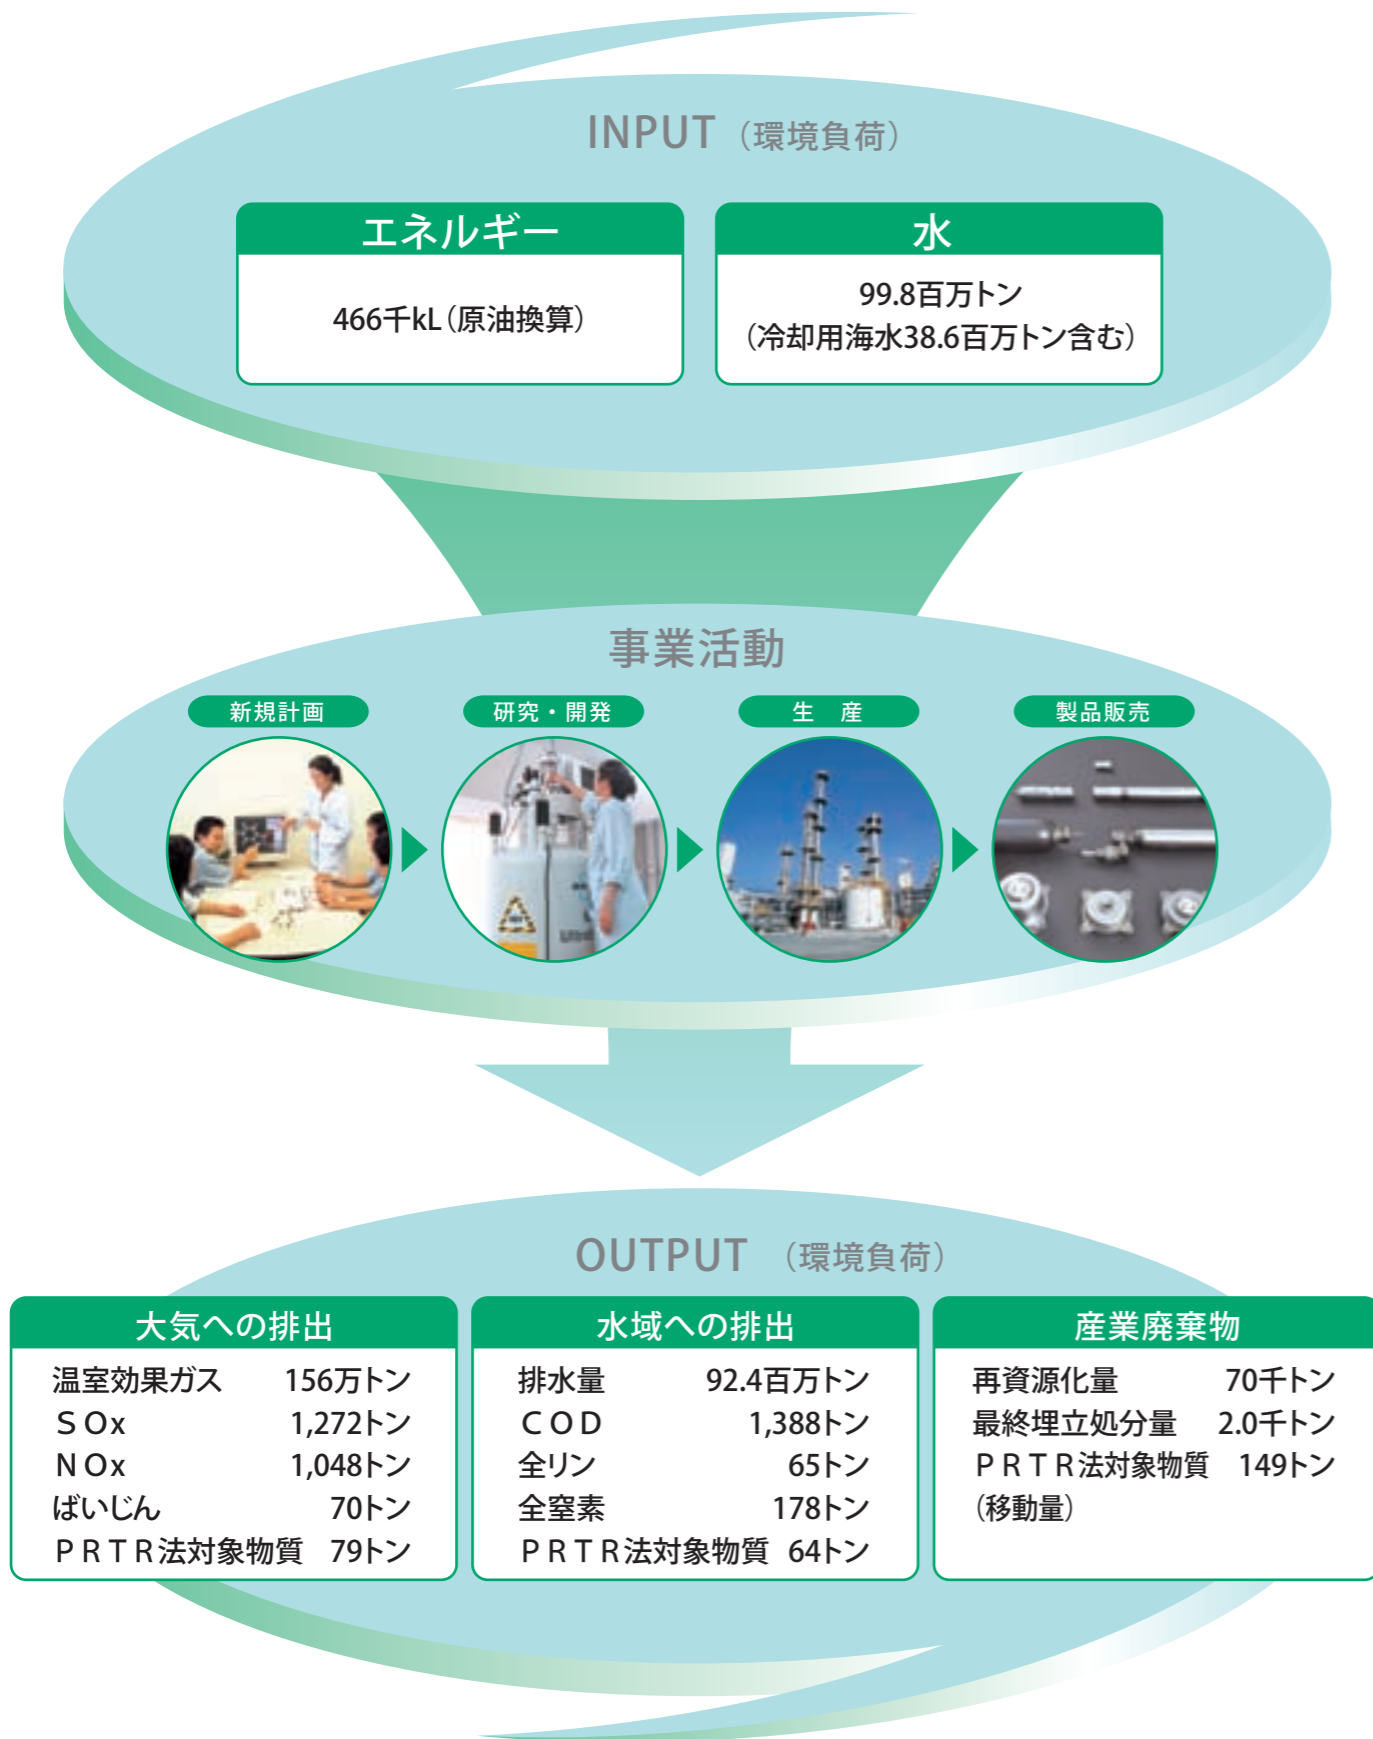 INPUT（環境負荷）
エネルギー
466千kL（原油換算）
水
99.8百万トン
（冷却用海水38.6百万トン含む）
事業活動
新規計画
研究・開発
生　産
製品販売
OUTPUT （環境負荷）
大気への排出
温室効果ガス 156万トン
ＳＯx 1,272トン
ＮＯx 1,048トン
ばいじん 70トン
ＰＲＴＲ法対象物質 79トン
水域への排出
排水量 92.4百万トン
ＣＯＤ 1,388トン
全リン 65トン
全窒素 178トン
ＰＲＴＲ法対象物質 64トン
産業廃棄物
再資源化量 70千トン
最終埋立処分量 2.0千トン
ＰＲＴＲ法対象物質 149トン
（移動量）